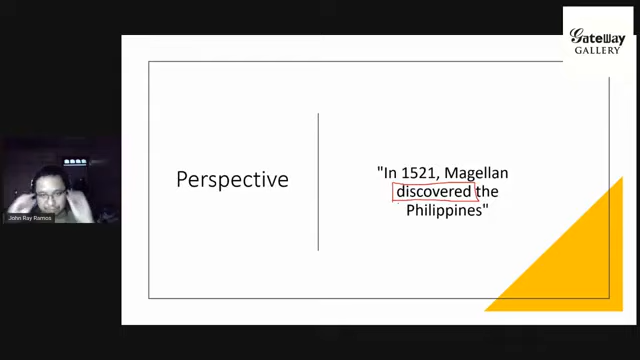 GateWay
GALLERY
Perspective
"In 1521, Magellan
discovered the
Philippines"
John Ray Ramos